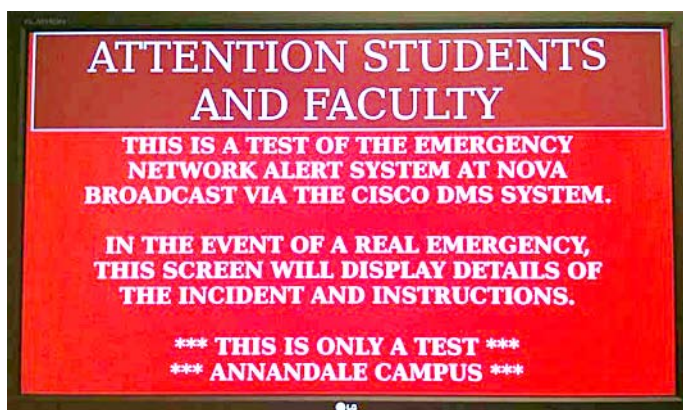 ATTENTION STUDENTS
AND FACULTY
THIS IS A TEST OF THE EMERGENCY
NETWORK ALERT SYSTEM AT NOVA
BROADCAST VIA THE CISCO DMS SYSTEM.
IN THE EVENT OF A REAL EMERGENCY,
THIS SCREEN WILL DISPLAY DETAILS OF
THE INCIDENT AND INSTRUCTIONS.
*** THIS IS ONLY A TEST ***
*** ANNANDALE CAMPUS ***
LG